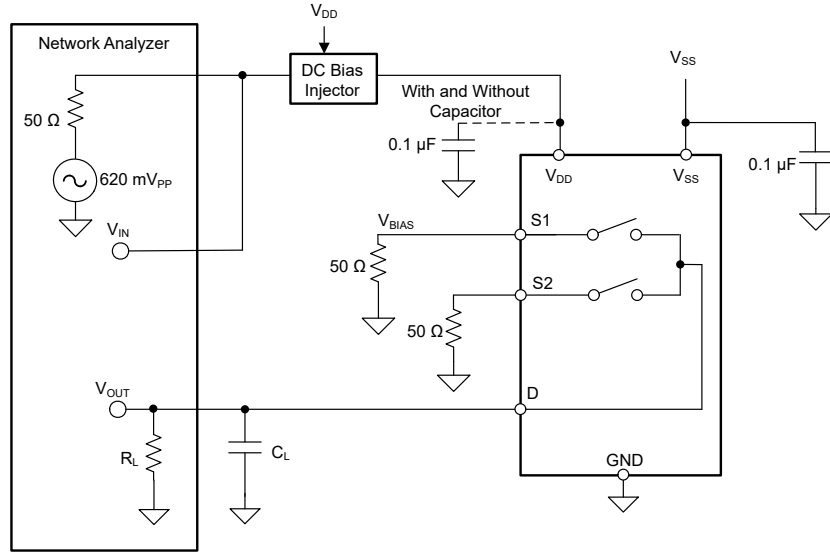 V_DD
Network Analyzer
DC Bias
Injector
V_SS
With and Without
Capacitor
50 Ω
0.1 µF
0.1 µF
620 mV_PP
V_DD
V_SS
V_IN
V_BIAS
S1
50 Ω
S2
50 Ω
V_OUT
D
R_L
C_L
GND